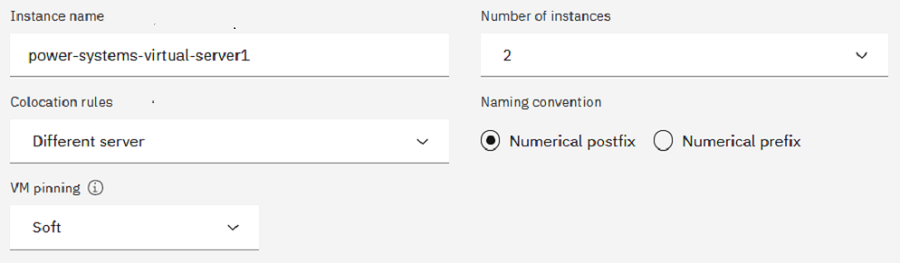 Instance name
power-systems-virtual-server1
Number of instances
2
Colocation rules
Different server
Naming convention
Numerical postfix
Numerical prefix
VM pinning
Soft